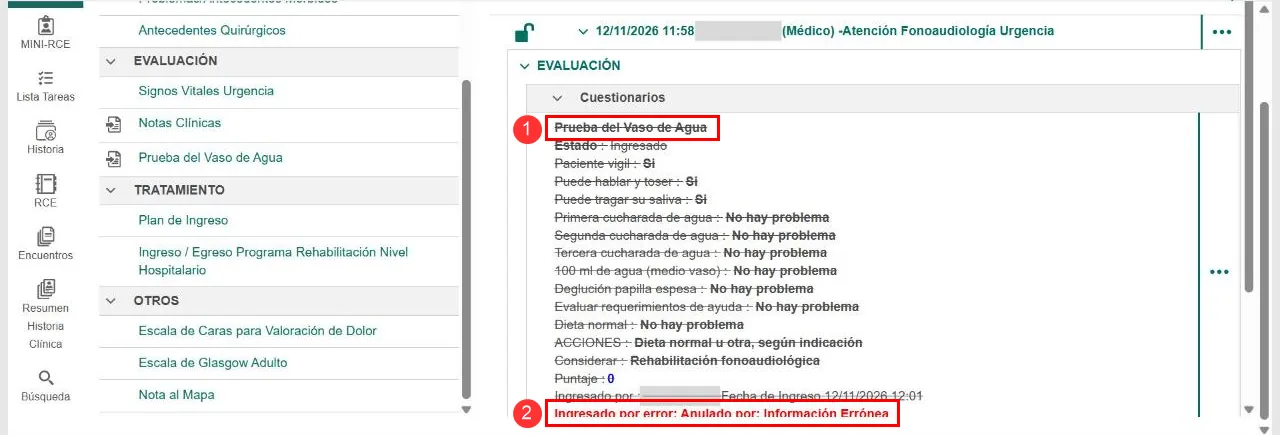 MINI-RCE
Lista Tareas
Historia
RCE
Encuentros
Resumen
Historia
Clínica
Búsqueda
Antecedentes Quirúrgicos
EVALUACIÓN
Signos Vitales Urgencia
Notas Clínicas
Prueba del Vaso de Agua
TRATAMIENTO
Plan de Ingreso
Ingreso / Egreso Programa Rehabilitación Nivel
Hospitalario
OTROS
Escala de Caras para Valoración de Dolor
Escala de Glasgow Adulto
Nota al Mapa
12/11/2026 11:58 (Médico) -Atención Fonoaudiología Urgencia
EVALUACIÓN
Cuestionarios
1 Prueba del Vaso de Agua
Estado : Ingresado
Paciente vigil : Si
Puede hablar y toser : Si
Puede tragar su saliva : Si
Primera cucharada de agua : No hay problema
Segunda cucharada de agua : No hay problema
Tercera cucharada de agua : No hay problema
100 ml de agua (medio vaso) : No hay problema
Deglución papilla espesa : No hay problema
Evaluar requerimientos de ayuda : No hay problema
Dieta normal : No hay problema
ACCIONES : Dieta normal u otra, según indicación
Considerar : Rehabilitación fonoaudiológica
Puntaje : 0
Ingresado por : Fecha de Ingreso 12/11/2026 12:01
2 Ingresado por error: Anulado por: Información Errónea